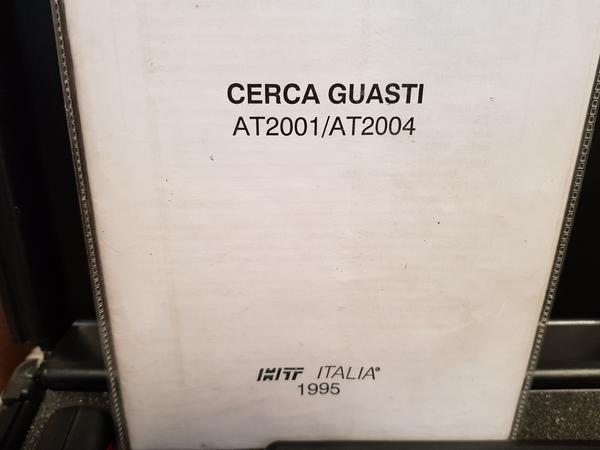 CERCA GUASTI
AT2001/AT2004
ITALIA®
1995